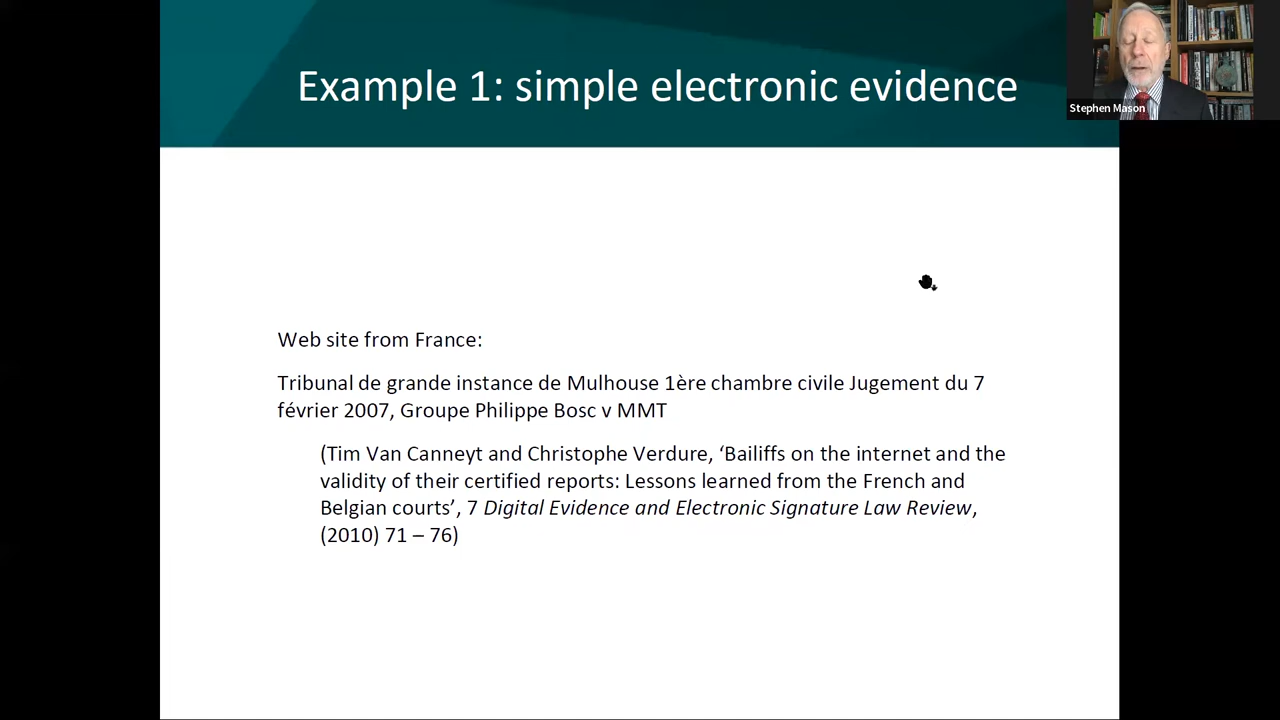 Example 1: simple electronic evidence
Stephen Mason
Web site from France:
Tribunal de grande instance de Mulhouse 1ère chambre civile Jugement du 7
février 2007, Groupe Philippe Bosc v MMT
(Tim Van Canneyt and Christophe Verdure, ‘Bailiffs on the internet and the
validity of their certified reports: Lessons learned from the French and
Belgian courts’, 7 Digital Evidence and Electronic Signature Law Review,
(2010) 71 – 76)